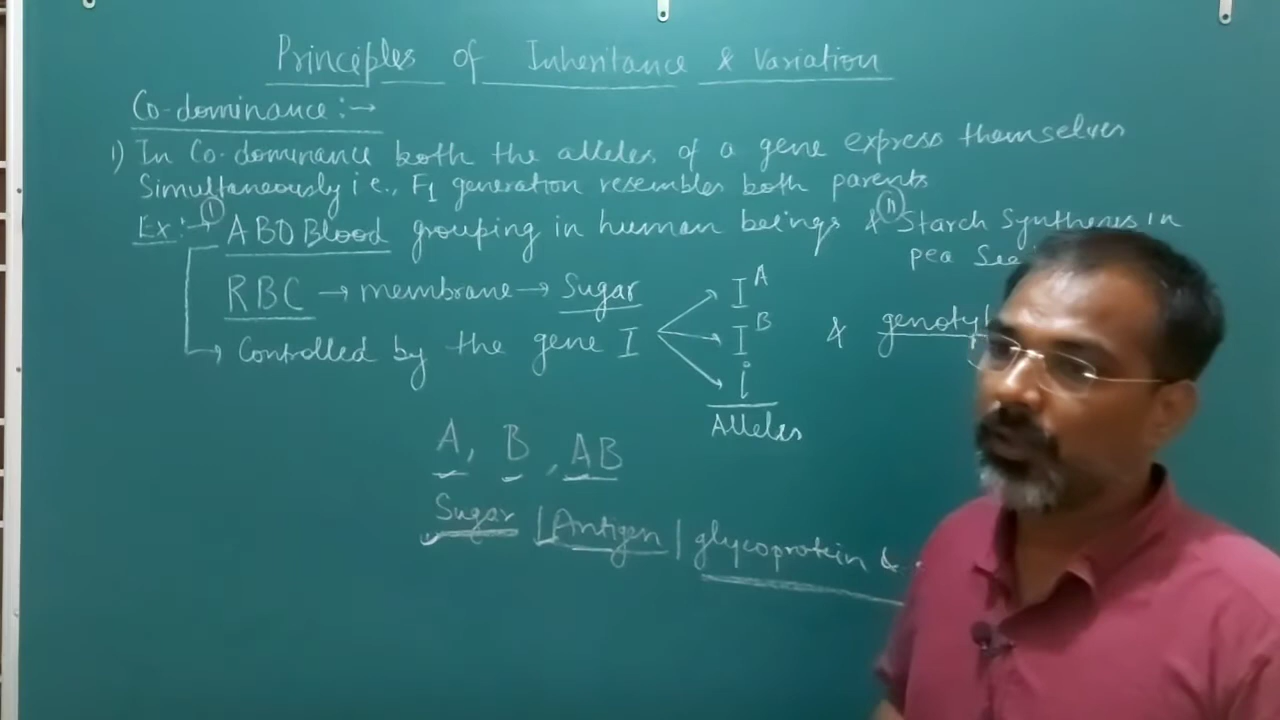 Principles of Inheritance & Variation
Co-dominance:→
1) In Co-dominance both the alleles of a gene express themselves
Simultaneously i.e., F1 generation resembles both parents
Ex:→ (I) ABO Blood grouping in human beings & (II) Starch Syntheses in
pea
RBC → membrane → Sugar
→ Controlled by the gene I
I^A
I^B
i
Alleles
&
A, B, AB
Sugar | Antigen | glycoprotein &